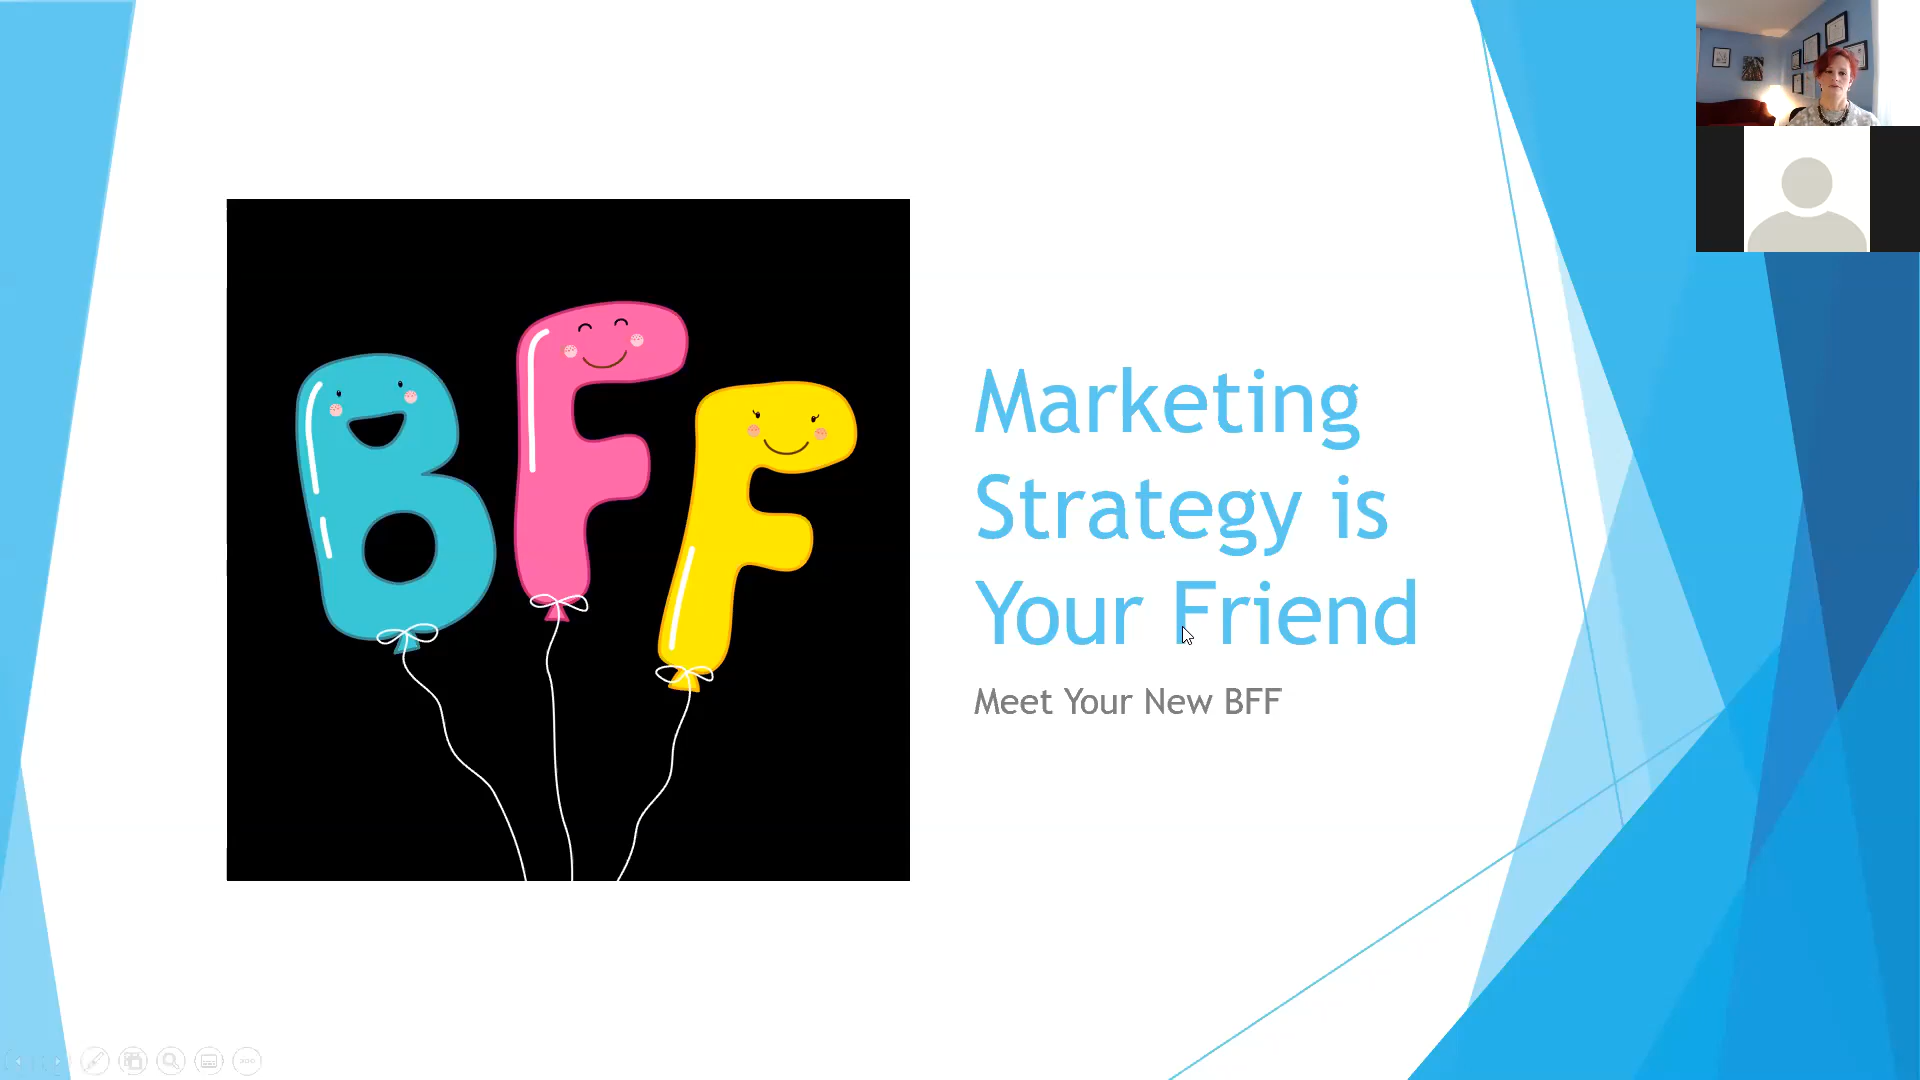 BFF
Marketing
Strategy is
Your Friend
Meet Your New BFF